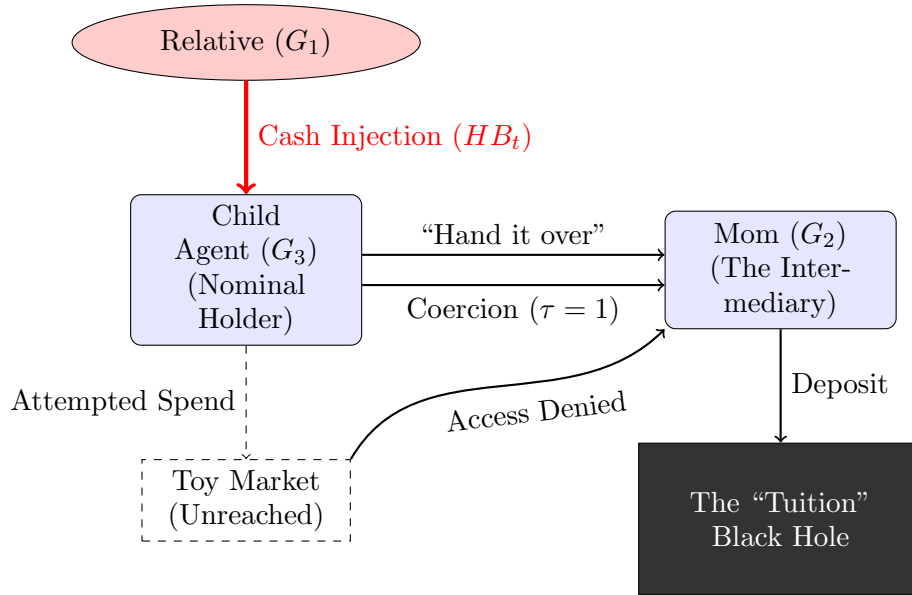 Relative (G₁)
Cash Injection (HBₜ)
Child
Agent (G₃)
(Nominal
Holder)
“Hand it over”
Coercion (τ = 1)
Mom (G₂)
(The Inter-
mediary)
Attempted Spend
Access Denied
Deposit
Toy Market
(Unreached)
The “Tuition”
Black Hole